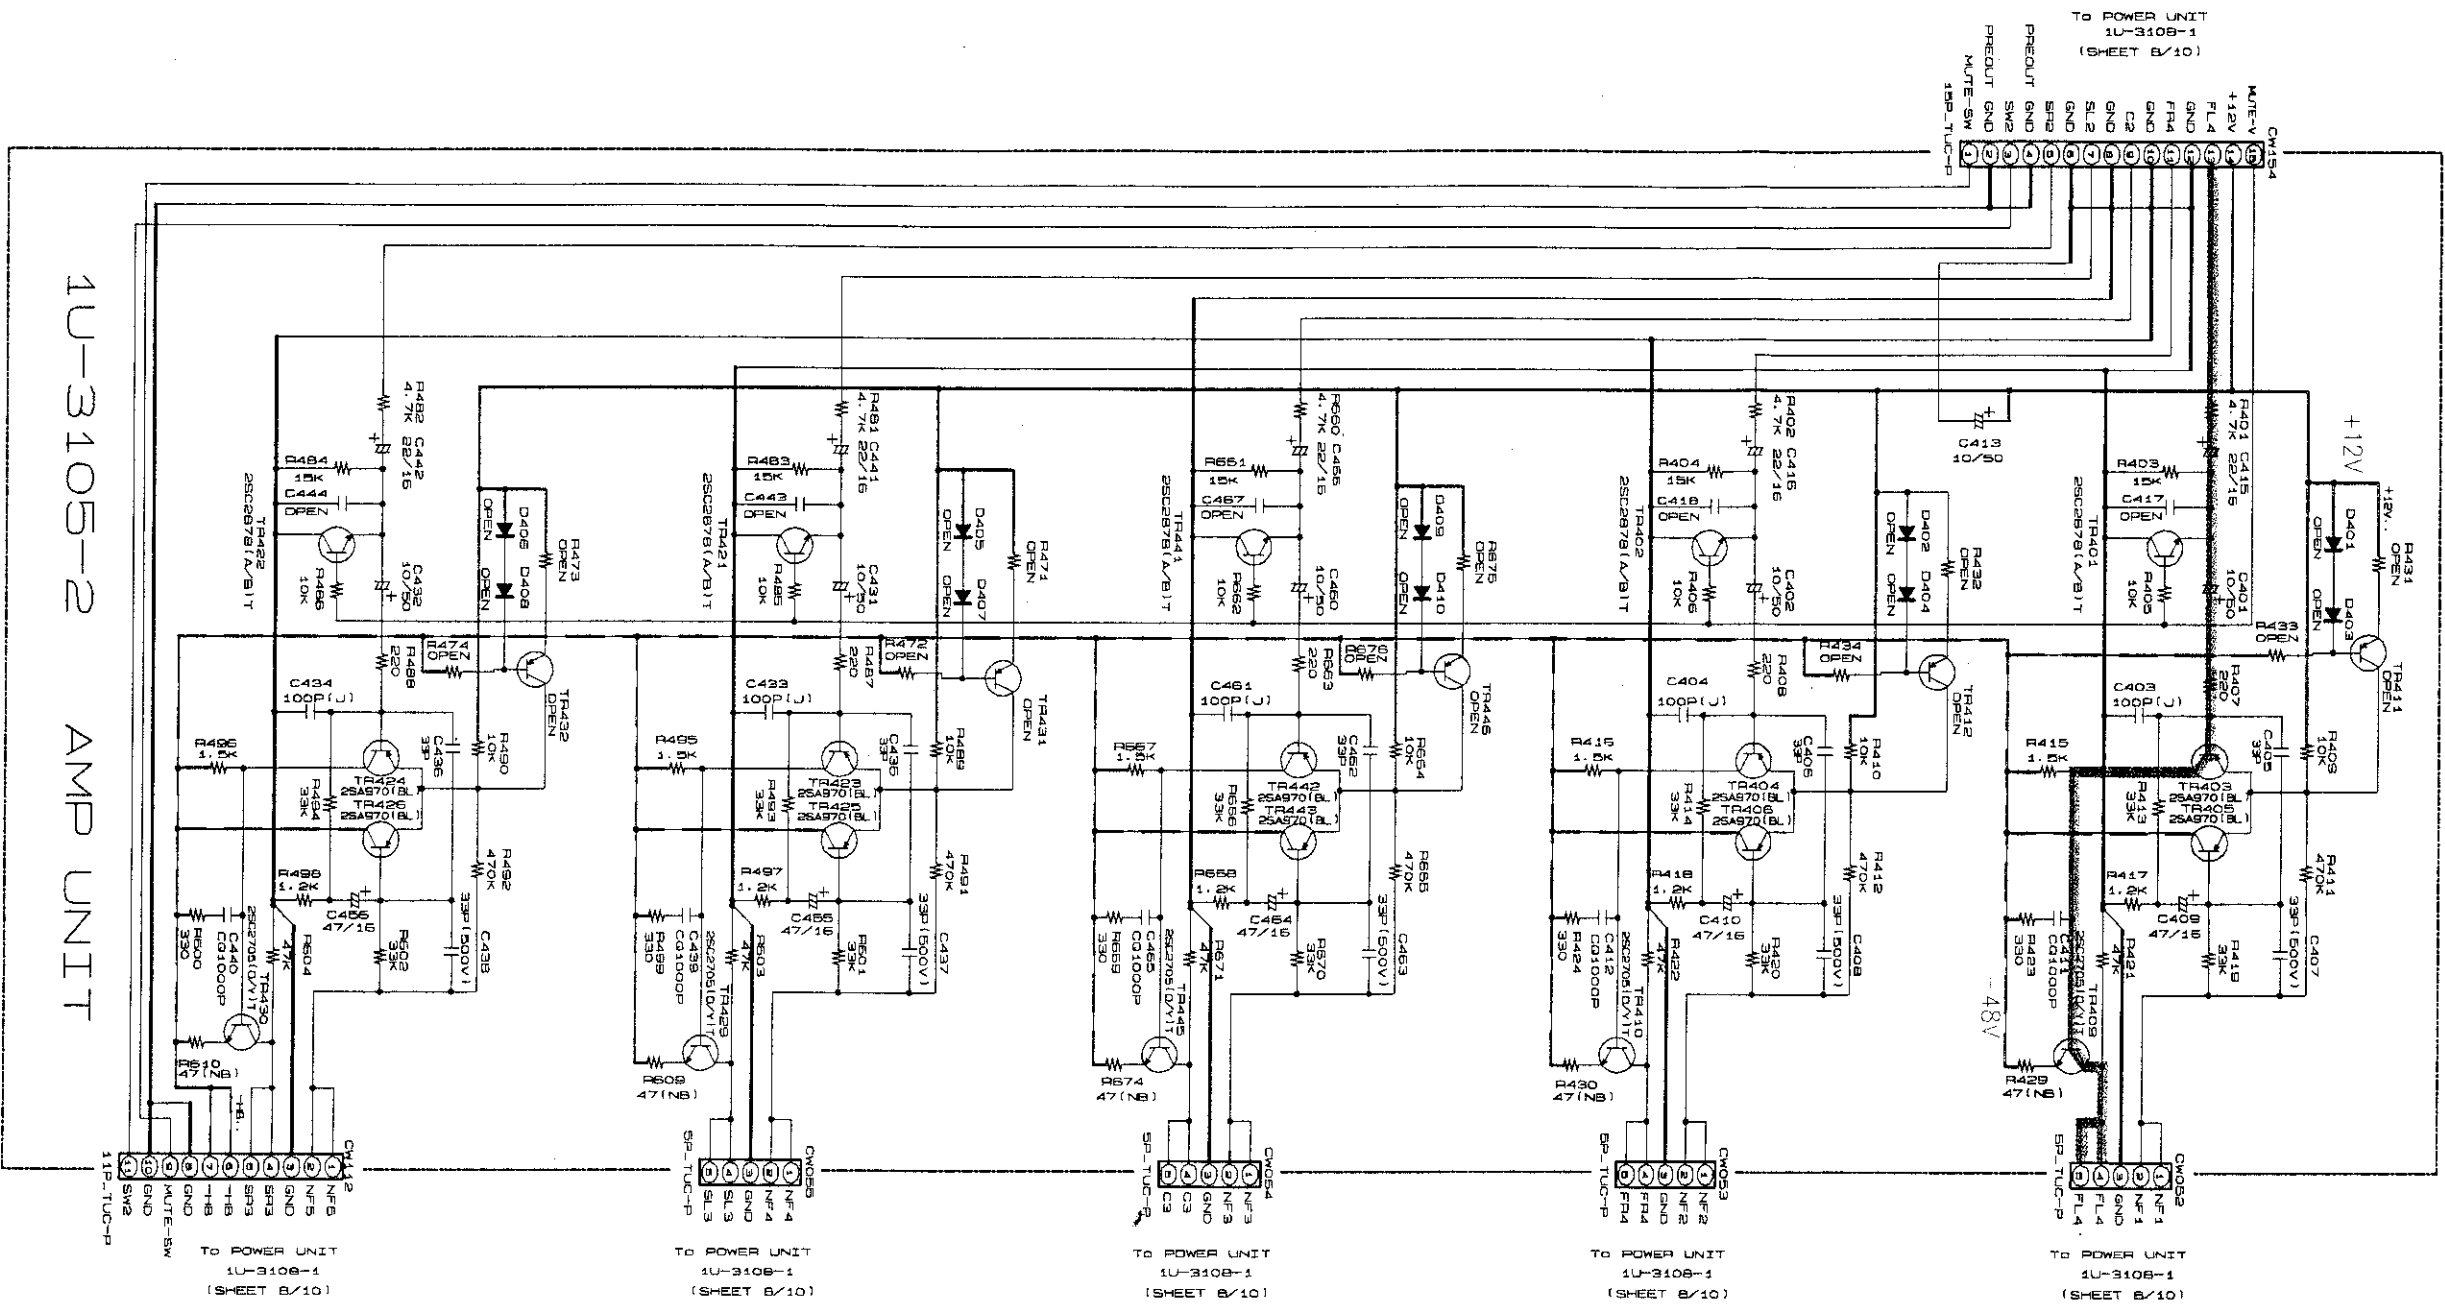 To POWER UNIT
1U-3108-1
(SHEET 8/10)
CW154
15P_TUC-P
MUTE-V
+12V
FL4
GND
FR4
GND
C2
GND
SL2
GND
SR2
PREOUT GND
SW2
PREOUT GND
MUTE-SW
1U-3105-2 AMP UNIT
R482
4.7K
C442
22/16
R484
15K
C444
OPEN
TR422
2SC2878(A/B)T
R486
10K
C432
10/50
D406
OPEN
D408
OPEN
R473
OPEN
R474
OPEN
TR432
OPEN
R488
220
C434
100P(J)
C436
33P
R490
10K
R496
1.5K
TR424
2SA970(BL)
TR426
2SA970(BL)
R494
33K
R492
470K
R498
1.2K
C456
47/16
C438
33P(500V)
R500
330
C440
CQ1000P
TR430
2SC2705(O/Y)T
R504
47K
R502
33K
R510
47(NB)
-HB..
R481
4.7K
C441
22/16
R483
15K
C443
OPEN
TR421
2SC2878(A/B)T
R485
10K
C431
10/50
D405
OPEN
D407
OPEN
R471
OPEN
R472
OPEN
TR431
OPEN
R487
220
C433
100P(J)
C435
33P
R489
10K
R495
1.5K
TR423
2SA970(BL)
TR425
2SA970(BL)
R493
33K
R491
470K
R497
1.2K
C455
47/16
C437
33P(500V)
R499
330
C439
CQ1000P
TR429
2SC2705(O/Y)T
R503
47K
R501
33K
R509
47(NB)
R660
4.7K
C466
22/16
R661
15K
C467
OPEN
TR441
2SC2878(A/B)T
R662
10K
C460
10/50
D409
OPEN
D410
OPEN
R675
OPEN
R676
OPEN
TR446
OPEN
R663
220
C461
100P(J)
C462
33P
R664
10K
R667
1.5K
TR442
2SA970(BL)
TR443
2SA970(BL)
R666
33K
R665
470K
R668
1.2K
C464
47/16
C463
33P(500V)
R669
330
C465
CQ1000P
TR445
2SC2705(O/Y)T
R671
47K
R670
33K
R674
47(NB)
R402
4.7K
C416
22/16
R404
15K
C418
OPEN
TR402
2SC2878(A/B)T
R406
10K
C402
10/50
D402
OPEN
D404
OPEN
R432
OPEN
R434
OPEN
TR412
OPEN
R408
220
C404
100P(J)
C406
33P
R410
10K
R416
1.5K
TR404
2SA970(BL)
TR406
2SA970(BL)
R414
33K
R412
470K
R418
1.2K
C410
47/16
C408
33P(500V)
R424
330
C412
CQ1000P
TR410
2SC2705(O/Y)T
R422
47K
R420
33K
R430
47(NB)
C413
10/50
R401
4.7K
C415
22/16
R403
15K
C417
OPEN
TR401
2SC2878(A/B)T
R405
10K
C401
10/50
+12V
+12V..
D401
OPEN
D403
OPEN
R431
OPEN
R433
OPEN
TR411
OPEN
R407
220
C403
100P(J)
C405
33P
R409
10K
R415
1.5K
TR403
2SA970(BL)
TR405
2SA970(BL)
R413
33K
R411
470K
R417
1.2K
C409
47/16
C407
33P(500V)
R423
330
C411
CQ1000P
TR409
2SC2705(O/Y)T
R421
47K
R419
33K
-48V
R429
47(NB)
CW112
11P_TUC-P
SW2
GND
MUTE-SW
GND
-HB
-HB
SR3
SR3
GND
NF5
NF5
To POWER UNIT
1U-3108-1
(SHEET 8/10)
CW055
5P_TUC-P
SL3
SL3
GND
NF4
NF4
To POWER UNIT
1U-3108-1
(SHEET 8/10)
CW054
5P_TUC-P
C3
C3
GND
NF3
NF3
To POWER UNIT
1U-3108-1
(SHEET 8/10)
CW053
5P_TUC-P
FR4
FR4
GND
NF2
NF2
To POWER UNIT
1U-3108-1
(SHEET 8/10)
CW052
5P_TUC-P
FL4
FL4
GND
NF1
NF1
To POWER UNIT
1U-3108-1
(SHEET 8/10)